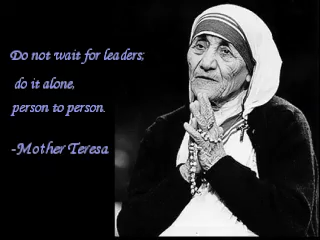 Do not wait for leaders;
do it alone,
person to person.
-Mother Teresa